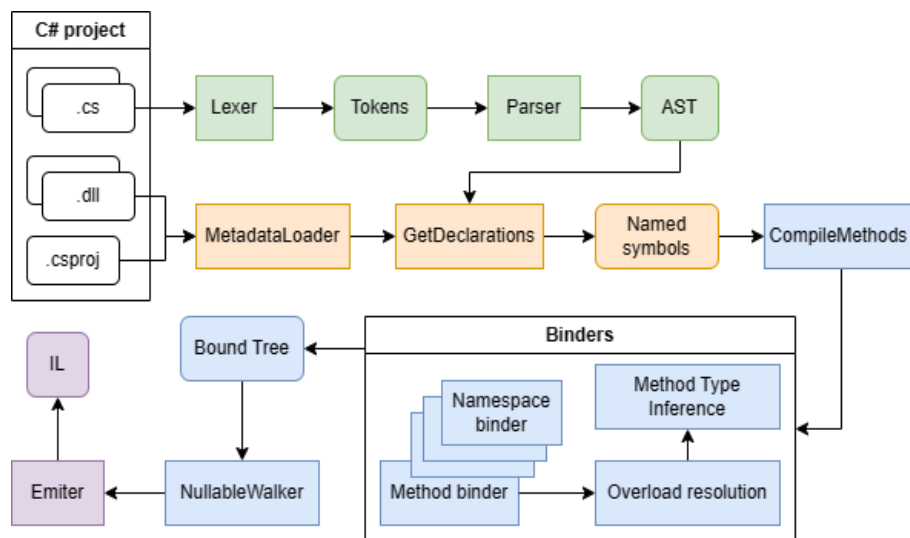 C# project
.cs
Lexer
Tokens
Parser
AST
.dll
.csproj
MetadataLoader
GetDeclarations
Named
symbols
CompileMethods
IL
Bound Tree
Binders
Namespace
binder
Method Type
Inference
Emiter
NullableWalker
Method binder
Overload resolution